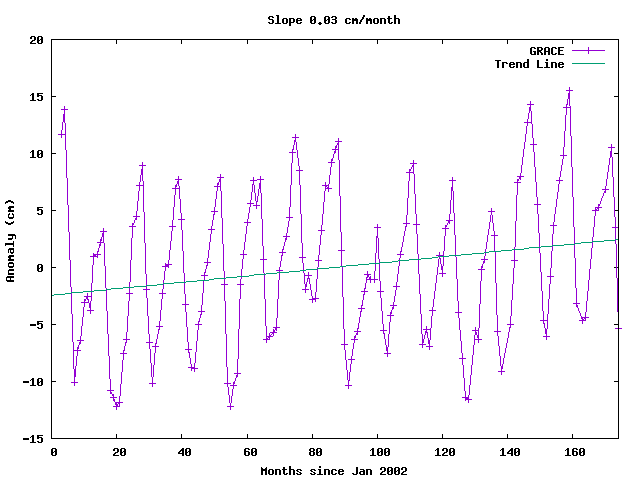 Slope 0.03 cm/month
GRACE
Trend Line
20
15
10
5
0
-5
-10
-15
Anomaly (cm)
0 20 40 60 80 100 120 140 160
Months since Jan 2002